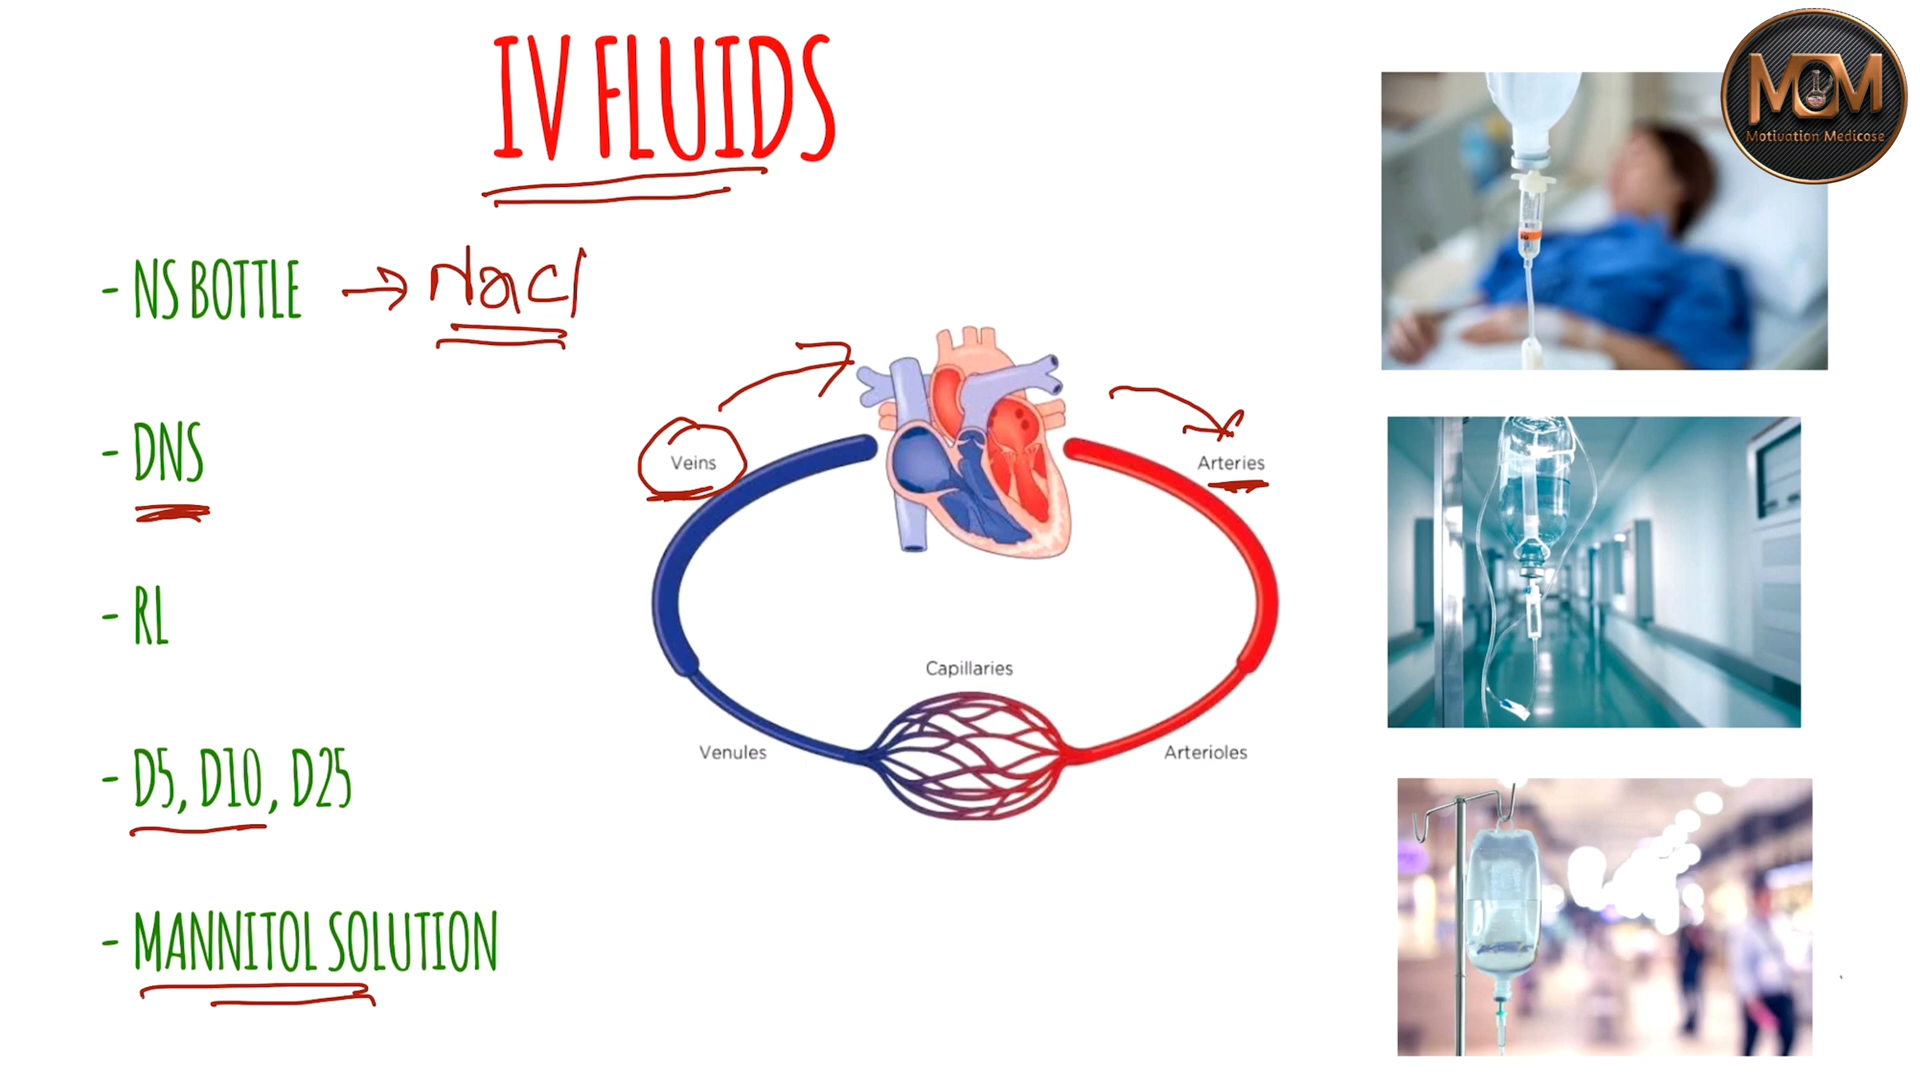 IV FLUIDS
MOM
Motivation Medicose
- NS BOTTLE → Nacl
- DNS
- RL
- D5, D10, D25
- MANNITOL SOLUTION
Veins
Arteries
Capillaries
Venules
Arterioles